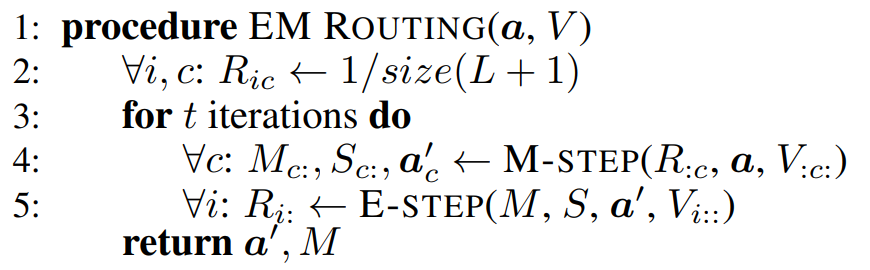 1: procedure EM ROUTING(a, V)
2: ∀i, c: R_ic ← 1/size(L + 1)
3: for t iterations do
4: ∀c: M_c:, S_c:, a′_c ← M-STEP(R_:c, a, V_:c:)
5: ∀i: R_i: ← E-STEP(M, S, a′, V_i::)
return a′, M